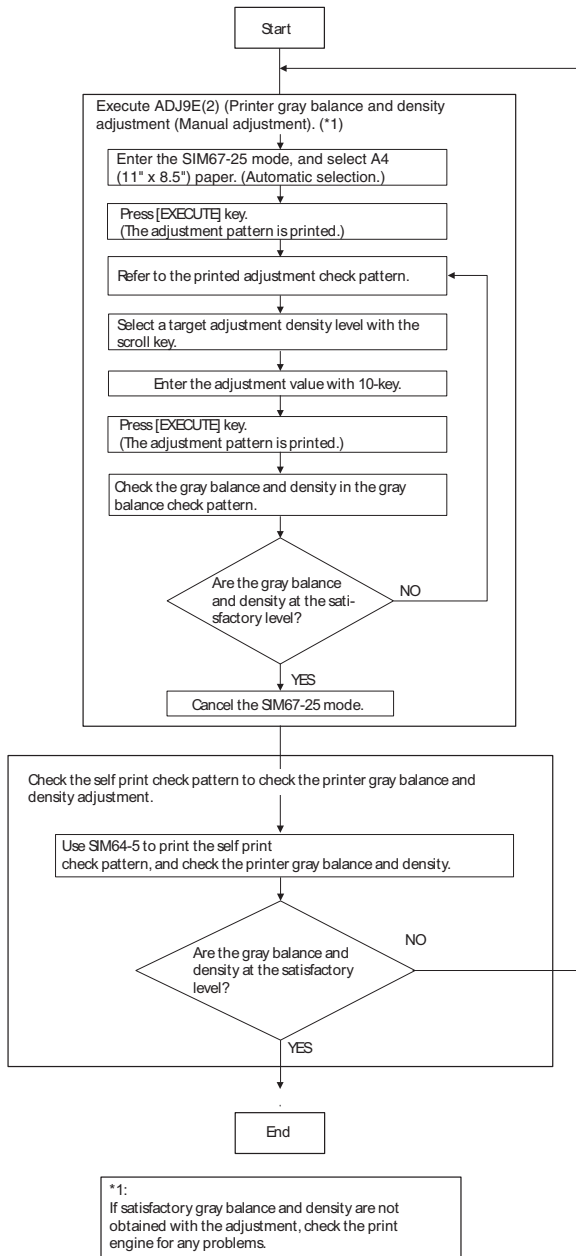 Start
Execute ADJ9E(2) (Printer gray balance and density
adjustment (Manual adjustment). (*1)
Enter the SIM67-25 mode, and select A4
(11" x 8.5") paper. (Automatic selection.)
Press [EXECUTE] key.
(The adjustment pattern is printed.)
Refer to the printed adjustment check pattern.
Select a target adjustment density level with the
scroll key.
Enter the adjustment value with 10-key.
Press [EXECUTE] key.
(The adjustment pattern is printed.)
Check the gray balance and density in the gray
balance check pattern.
Are the gray balance
and density at the sati-
sfactory level?
NO
YES
Cancel the SIM67-25 mode.
Check the self print check pattern to check the printer gray balance and
density adjustment.
Use SIM64-5 to print the self print
check pattern, and check the printer gray balance and density.
Are the gray balance and
density at the satisfactory
level?
NO
YES
End
*1:
If satisfactory gray balance and density are not
obtained with the adjustment, check the print
engine for any problems.